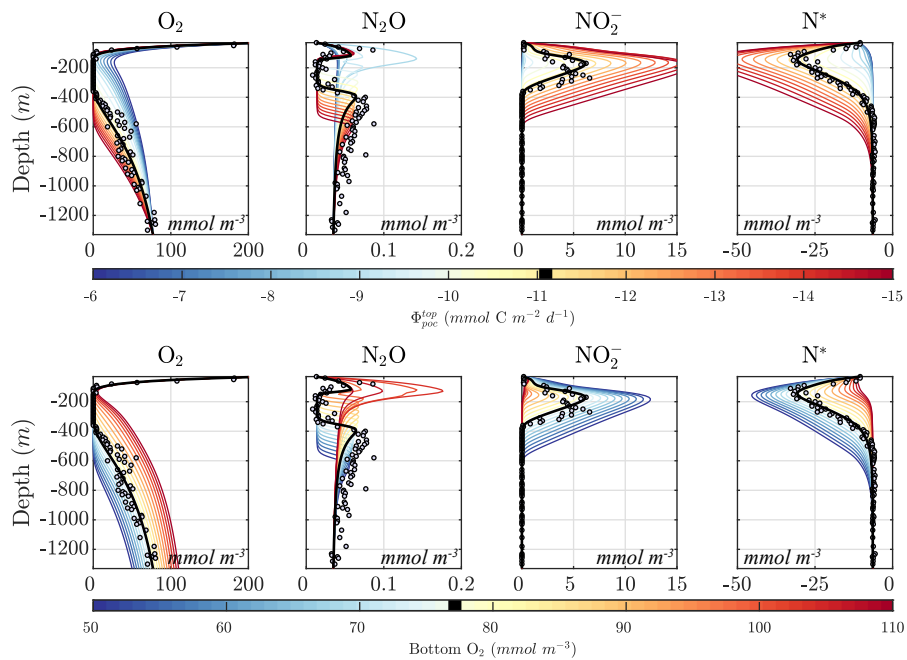 O₂ N₂O NO₂⁻ N*
Depth (m)
-200
-400
-600
-800
-1000
-1200
mmol m⁻³ mmol m⁻³ mmol m⁻³ mmol m⁻³
0 100 200 0 0.1 0.2 0 5 10 15 -50 -25 0
-6 -7 -8 -9 -10 -11 -12 -13 -14 -15
Φᵗᵒᵖₚₒc (mmol C m⁻² d⁻¹)
O₂ N₂O NO₂⁻ N*
Depth (m)
-200
-400
-600
-800
-1000
-1200
mmol m⁻³ mmol m⁻³ mmol m⁻³ mmol m⁻³
0 100 200 0 0.1 0.2 0 5 10 15 -50 -25 0
50 60 70 80 90 100 110
Bottom O₂ (mmol m⁻³)